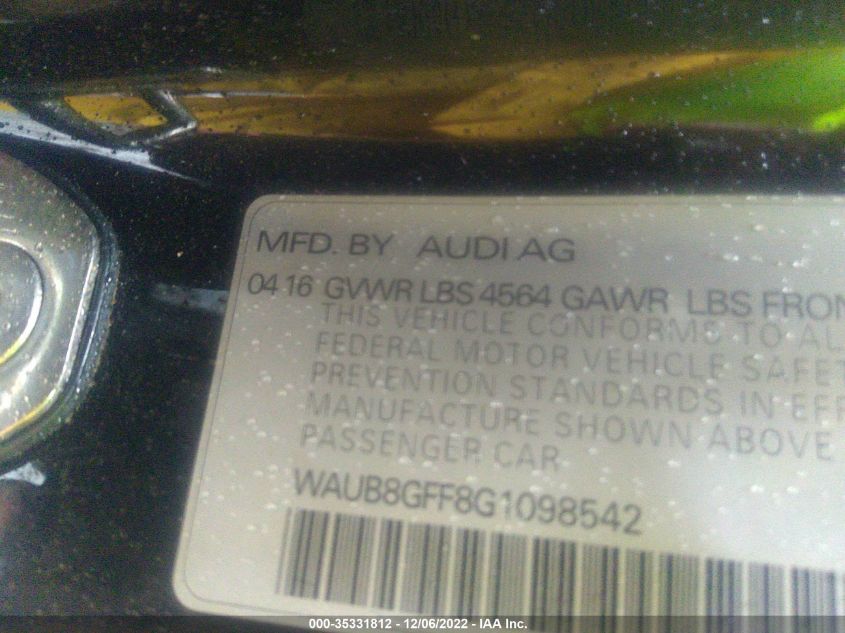 MFD. BY AUDI AG
04 16 GVWR LBS 4564 GAWR LBS FRON
THIS VEHICLE CONFORMS TO AL
FEDERAL MOTOR VEHICLE SAFET
PREVENTION STANDARDS IN EFF
MANUFACTURE SHOWN ABOVE
PASSENGER CAR
WAUB8GFF8G1098542
000-35331812 - 12/06/2022 - IAA Inc.